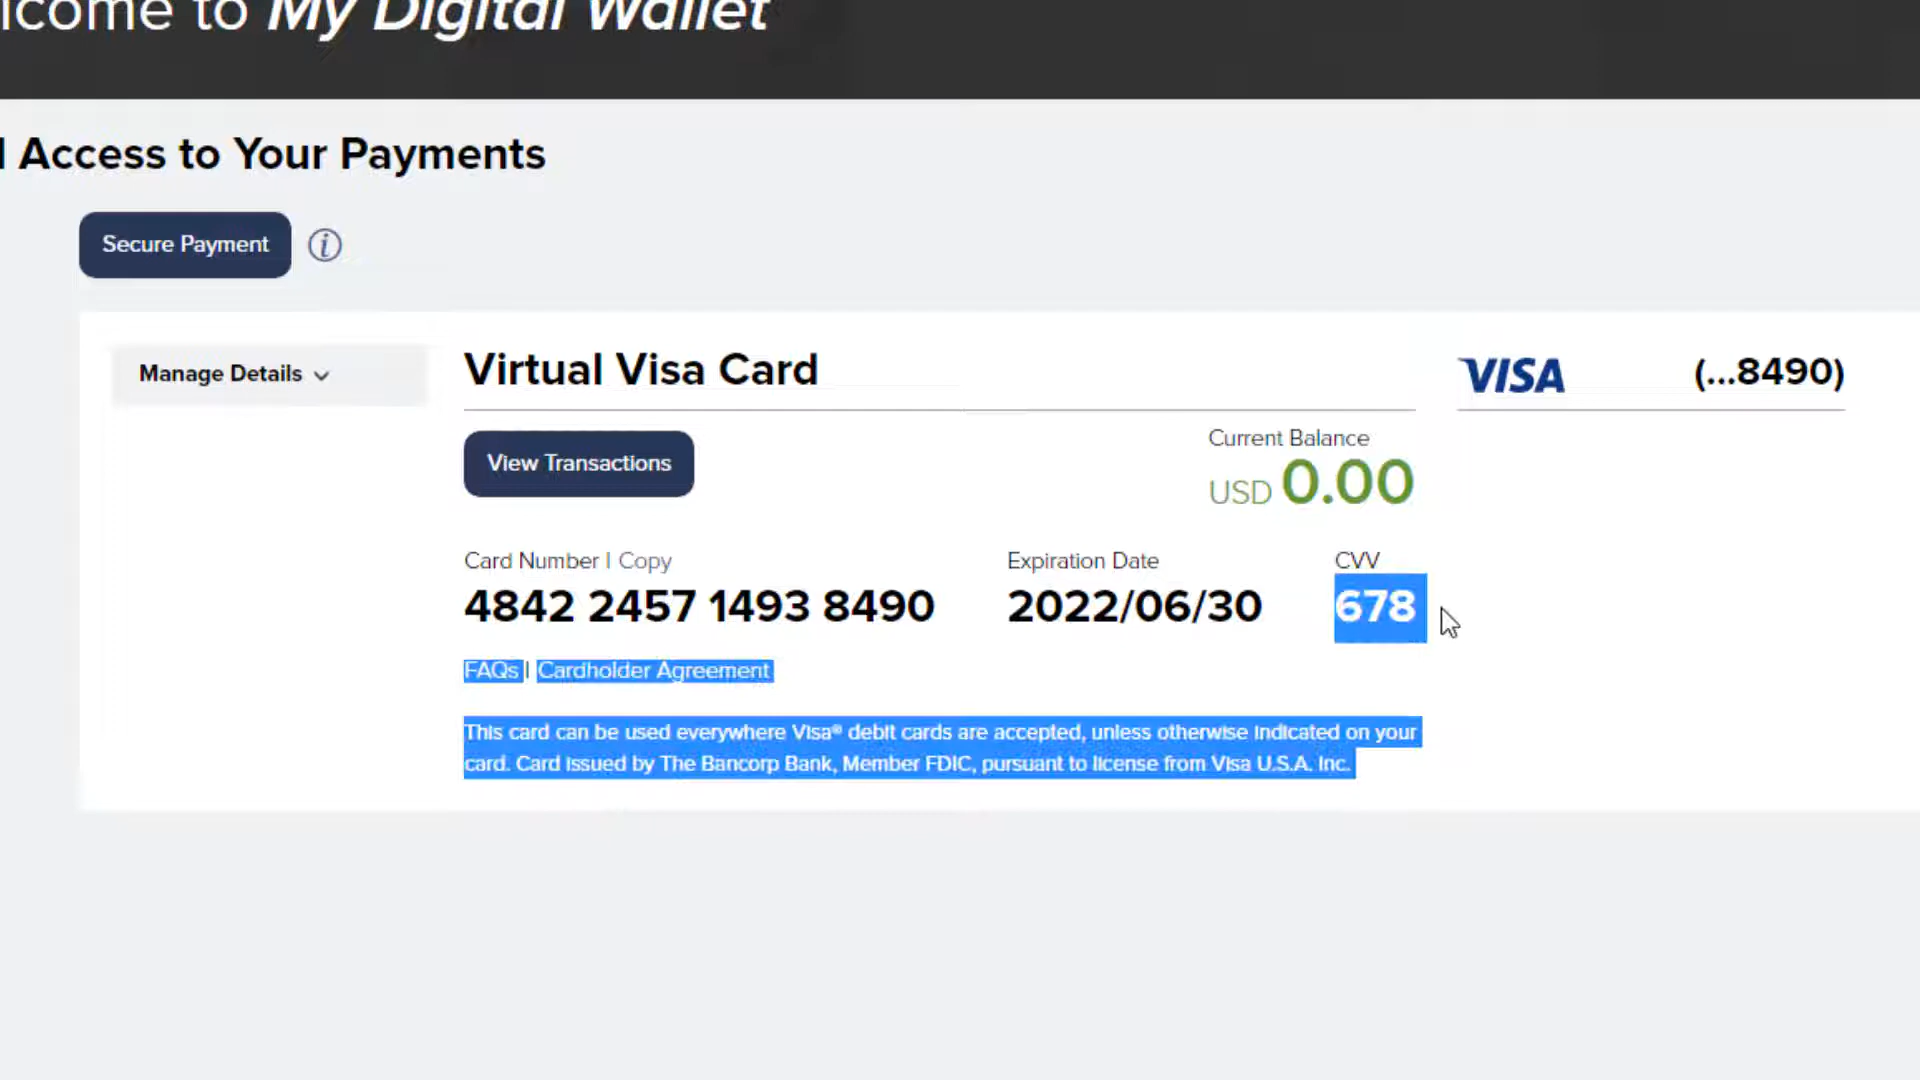 lcome to My Digital Wallet
Access to Your Payments
Secure Payment i
Manage Details
Virtual Visa Card
VISA (...8490)
View Transactions
Current Balance
USD 0.00
Card Number | Copy
Expiration Date
CVV
4842 2457 1493 8490
2022/06/30
678
FAQs | Cardholder Agreement
This card can be used everywhere Visa® debit cards are accepted, unless otherwise indicated on your
card. Card issued by The Bancorp Bank, Member FDIC, pursuant to license from Visa U.S.A. Inc.